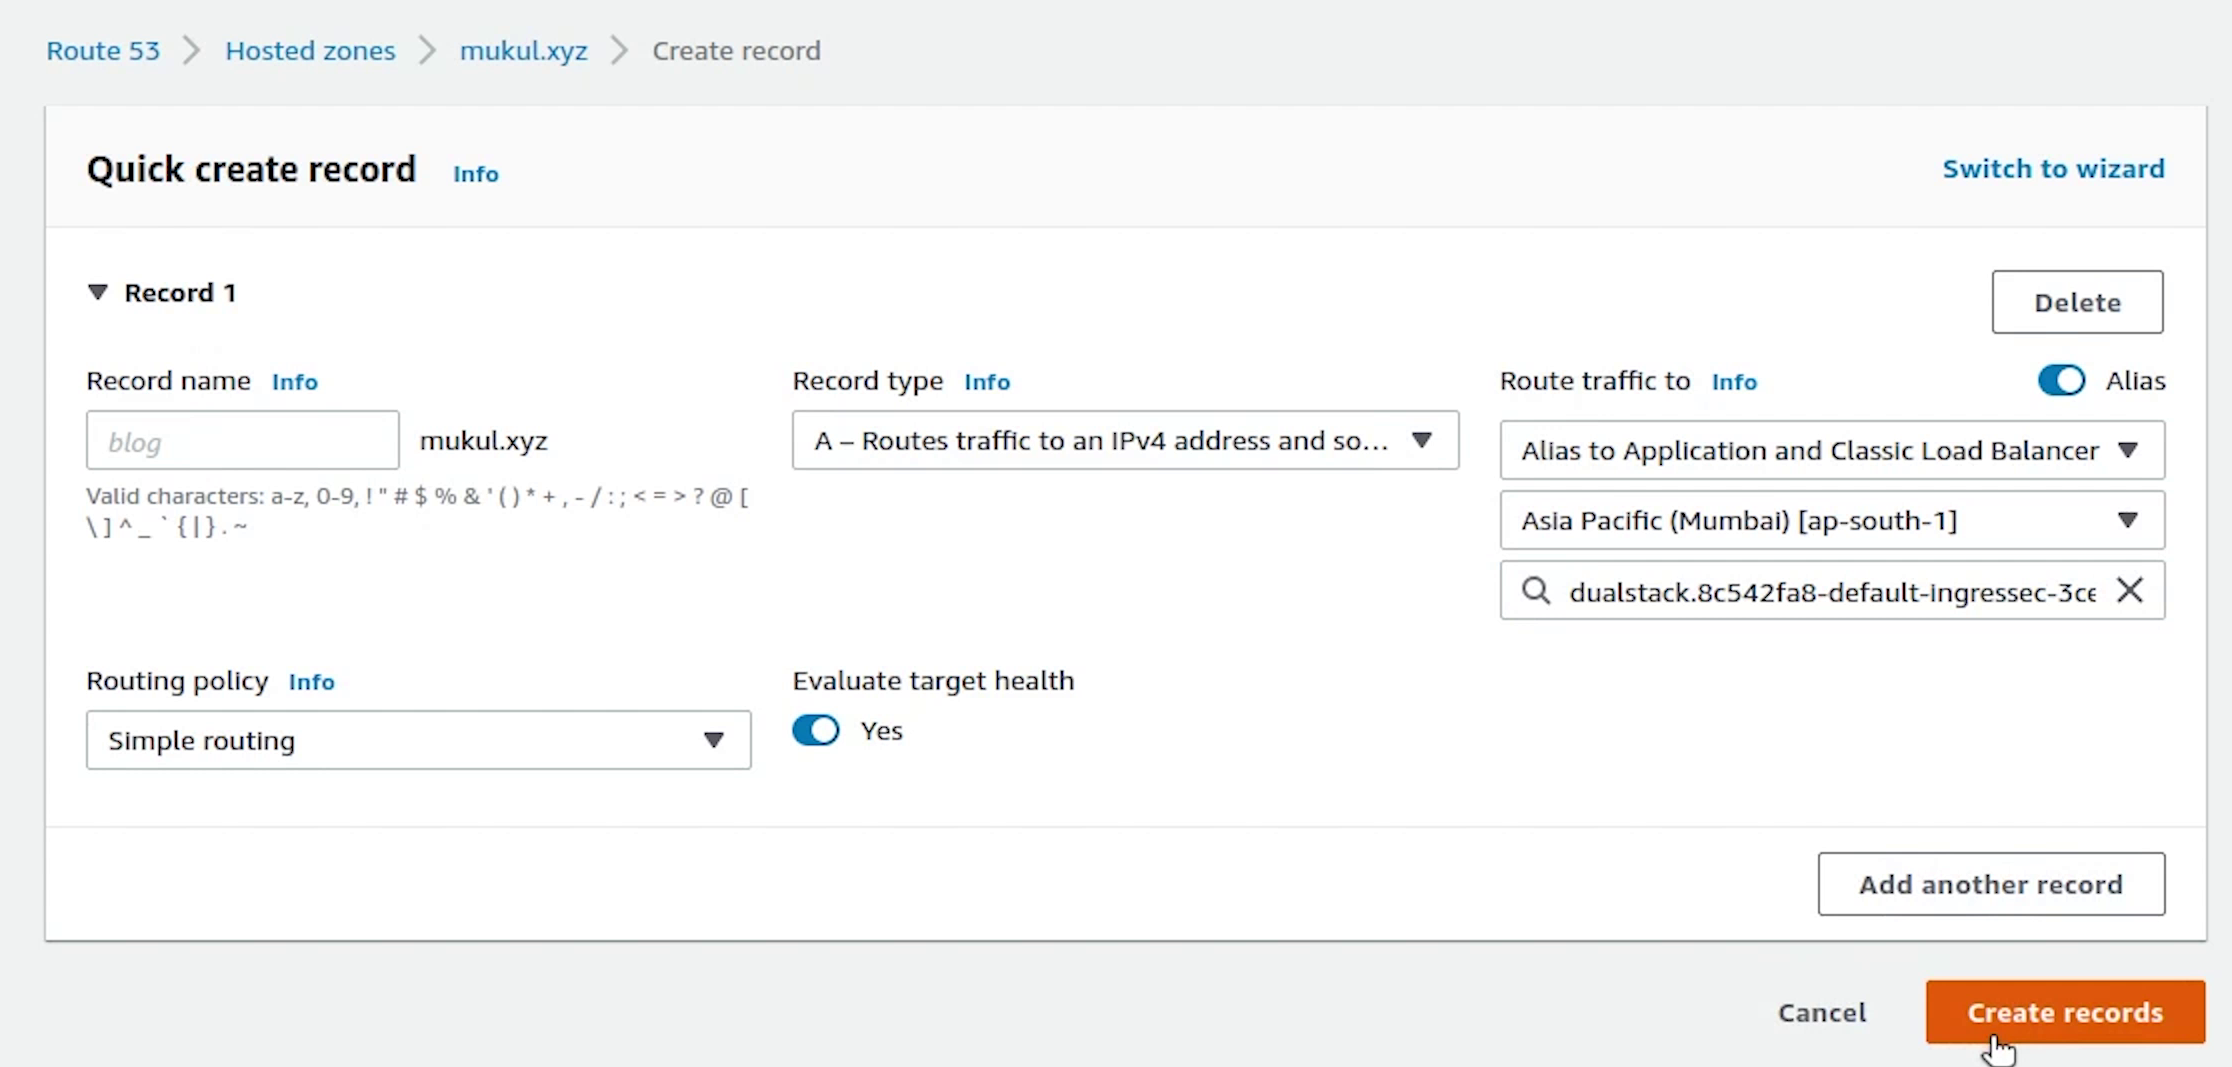 Route 53 > Hosted zones > mukul.xyz > Create record
Quick create record Info
Switch to wizard
Record 1
Delete
Record name Info
blog mukul.xyz
Valid characters: a-z, 0-9, ! " # $ % & ' ( ) * + , - / : ; < = > ? @ [
\ ] ^ _ ` { | } . ~
Record type Info
A – Routes traffic to an IPv4 address and so...
Route traffic to Info
Alias
Alias to Application and Classic Load Balancer
Asia Pacific (Mumbai) [ap-south-1]
dualstack.8c542fa8-default-ingressec-3ce
Routing policy Info
Simple routing
Evaluate target health
Yes
Add another record
Cancel
Create records